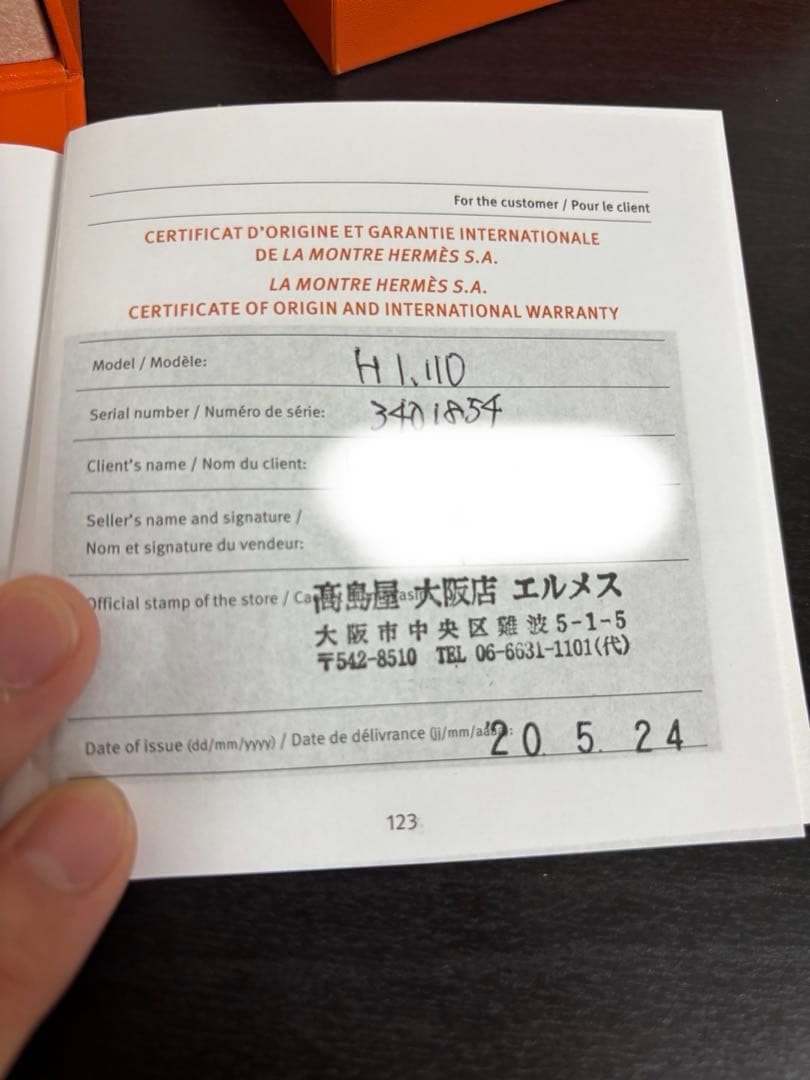 For the customer / Pour le client
CERTIFICAT D'ORIGINE ET GARANTIE INTERNATIONALE
DE LA MONTRE HERMÈS S.A.
LA MONTRE HERMÈS S.A.
CERTIFICATE OF ORIGIN AND INTERNATIONAL WARRANTY
Model / Modèle: H1.110
Serial number / Numéro de série: 3401854
Client's name / Nom du client:
Seller's name and signature /
Nom et signature du vendeur:
Official stamp of the store /
髙島屋 大阪店 エルメス
大阪市中央区難波5-1-5
〒542-8510 TEL 06-6631-1101(代)
Date of issue (dd/mm/yyyy) / Date de délivrance '20. 5. 24
123